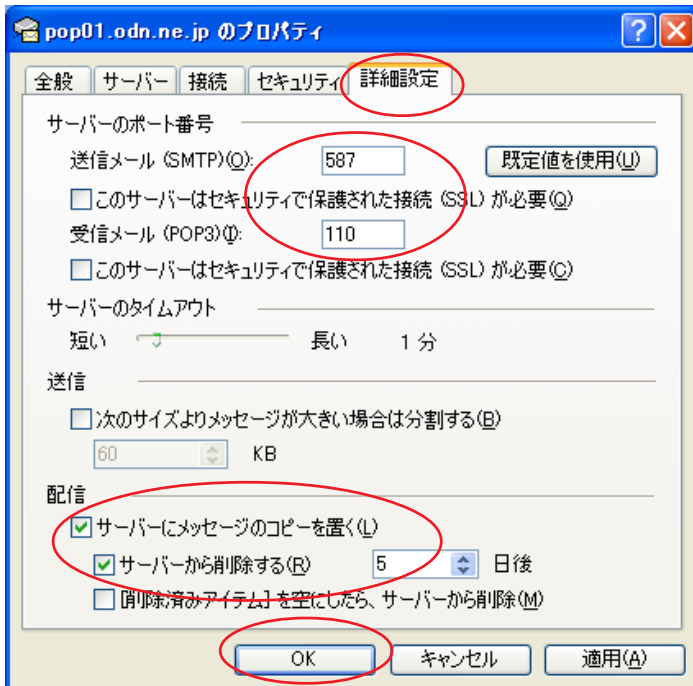 pop01.odn.ne.jp のプロパティ
全般 サーバー 接続 セキュリティ 詳細設定
サーバーのポート番号
送信メール (SMTP)(O): 587 既定値を使用(U)
このサーバーはセキュリティで保護された接続 (SSL) が必要(Q)
受信メール (POP3)(I): 110
このサーバーはセキュリティで保護された接続 (SSL) が必要(C)
サーバーのタイムアウト
短い 長い 1 分
送信
次のサイズよりメッセージが大きい場合は分割する(B)
60 KB
配信
サーバーにメッセージのコピーを置く(L)
サーバーから削除する(R) 5 日後
[削除済みアイテム] を空にしたら、サーバーから削除(M)
OK キャンセル 適用(A)